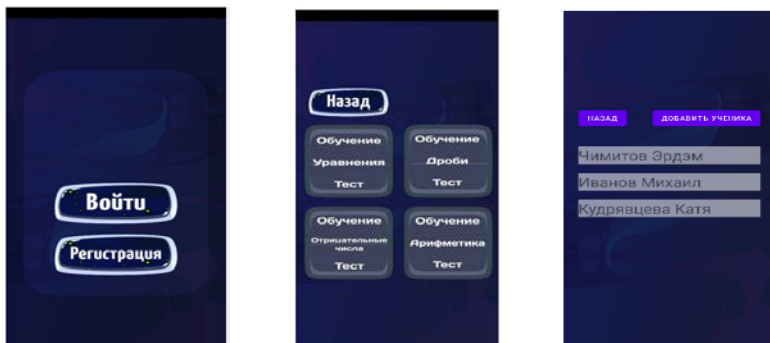 Войти
Регистрация
Назад
Обучение
Уравнения
Тест
Обучение
Дроби
Тест
Обучение
Отрицательные
числа
Тест
Обучение
Арифметика
Тест
НАЗАД
ДОБАВИТЬ УЧЕНИКА
Чимитов Эрдэм
Иванов Михаил
Кудрявцева Катя